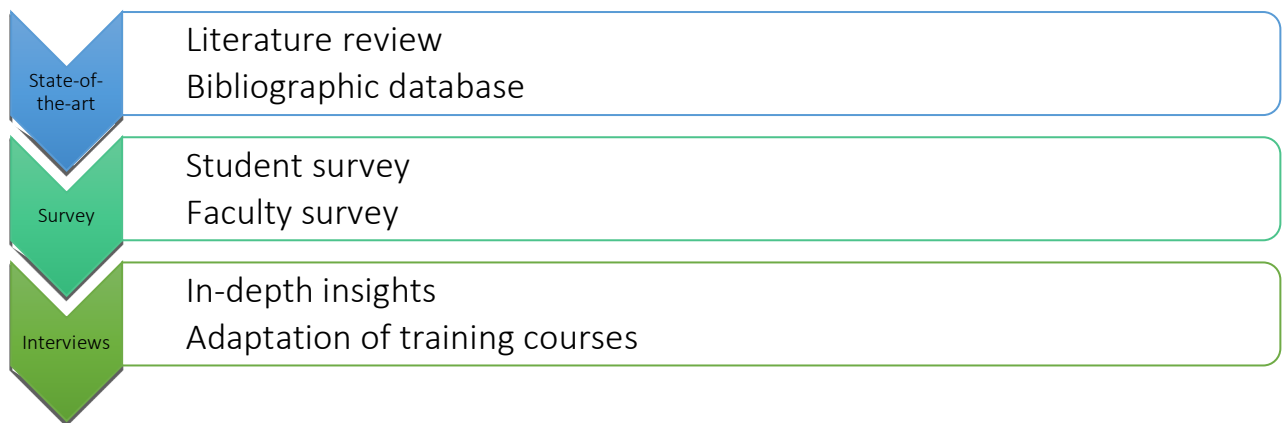 State-of-
the-art
Literature review
Bibliographic database
Survey
Student survey
Faculty survey
Interviews
In-depth insights
Adaptation of training courses